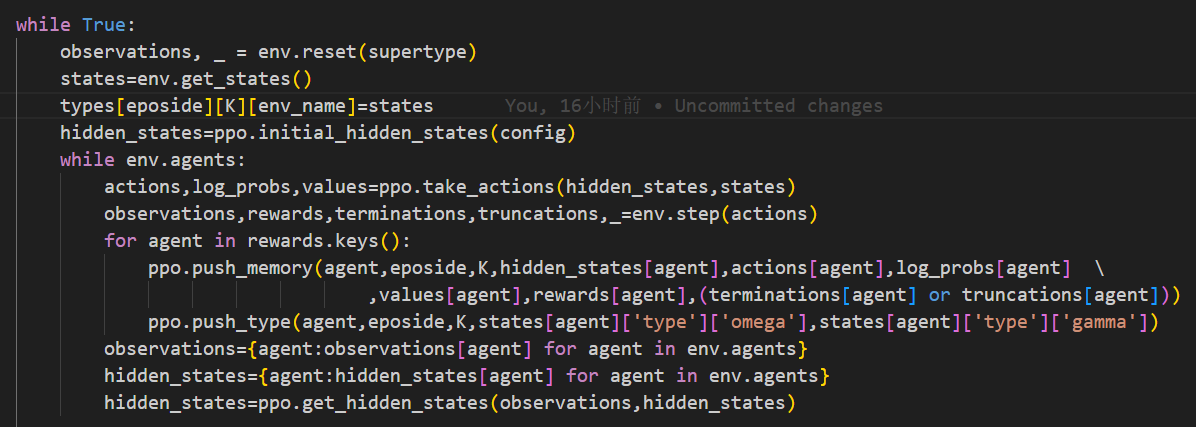 while True:
    observations, _ = env.reset(supertype)
    states=env.get_states()
    types[eposide][K][env_name]=states    You, 16小时前 • Uncommitted changes
    hidden_states=ppo.initial_hidden_states(config)
    while env.agents:
        actions,log_probs,values=ppo.take_actions(hidden_states,states)
        observations,rewards,terminations,truncations,_=env.step(actions)
        for agent in rewards.keys():
            ppo.push_memory(agent,eposide,K,hidden_states[agent],actions[agent],log_probs[agent]  \
                            ,values[agent],rewards[agent],(terminations[agent] or truncations[agent]))
            ppo.push_type(agent,eposide,K,states[agent]['type']['omega'],states[agent]['type']['gamma'])
        observations={agent:observations[agent] for agent in env.agents}
        hidden_states={agent:hidden_states[agent] for agent in env.agents}
        hidden_states=ppo.get_hidden_states(observations,hidden_states)